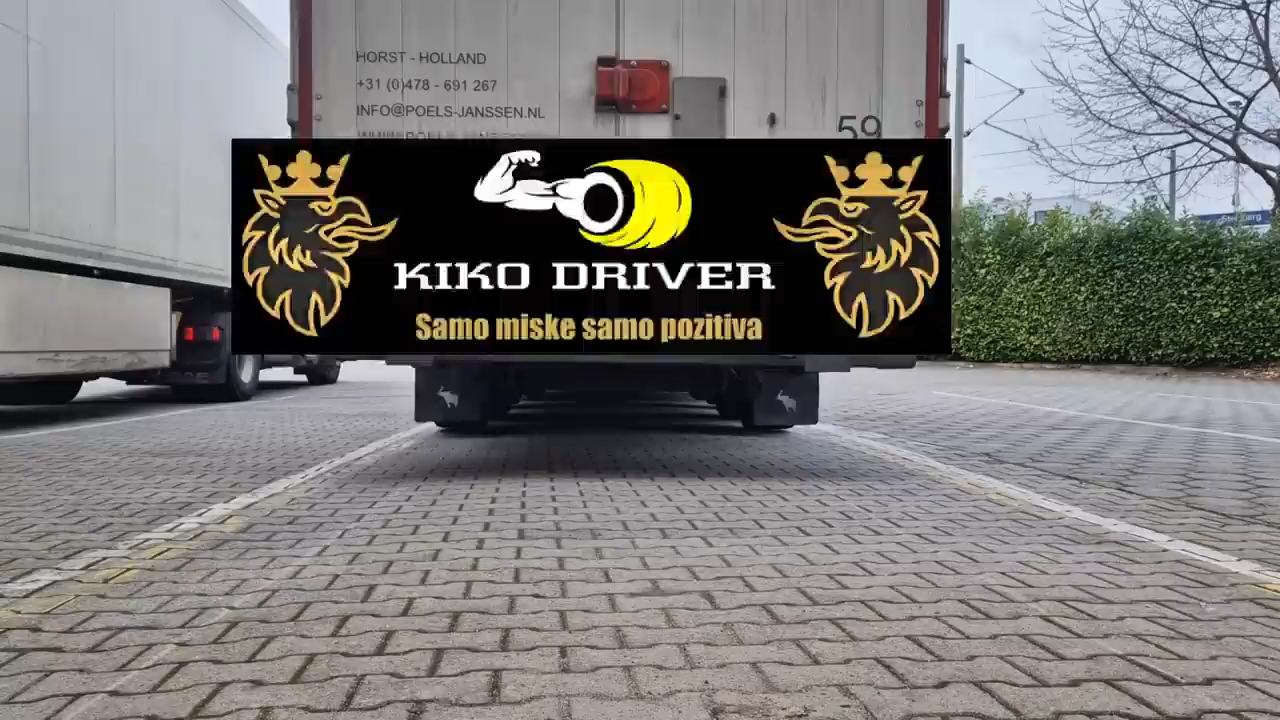 HORST - HOLLAND
+31 (0)478 - 691 267
INFO@POELS-JANSSEN.NL
59
KIKO DRIVER
Samo miske samo pozitiva